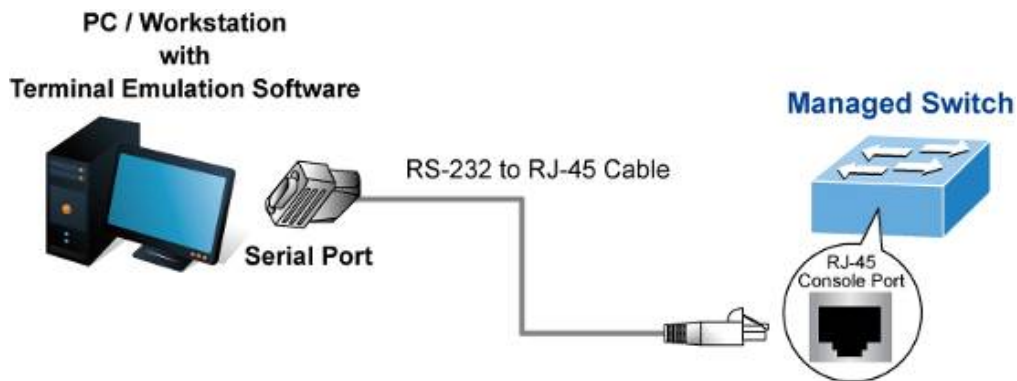 PC / Workstation
with
Terminal Emulation Software
Managed Switch
RS-232 to RJ-45 Cable
Serial Port
RJ-45
Console Port